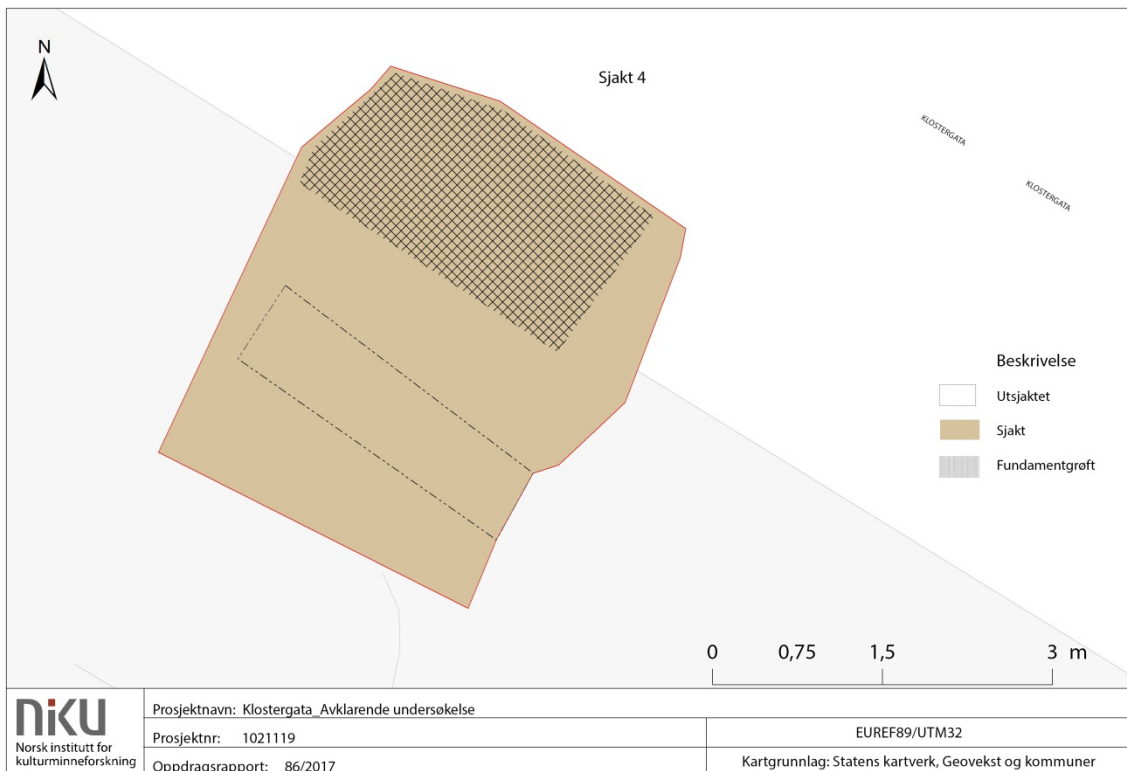 N
Sjakt 4
KLOSTERGATA
KLOSTERGATA
Beskrivelse
Utsjaktet
Sjakt
Fundamentgrøft
0 0,75 1,5 3 m
niku
Norsk institutt for
kulturminneforskning
Prosjektnavn: Klostergata_Avklarende undersøkelse
Prosjektnr: 1021119
Oppdragsrapport: 86/2017
EUREF89/UTM32
Kartgrunnlag: Statens kartverk, Geovekst og kommuner